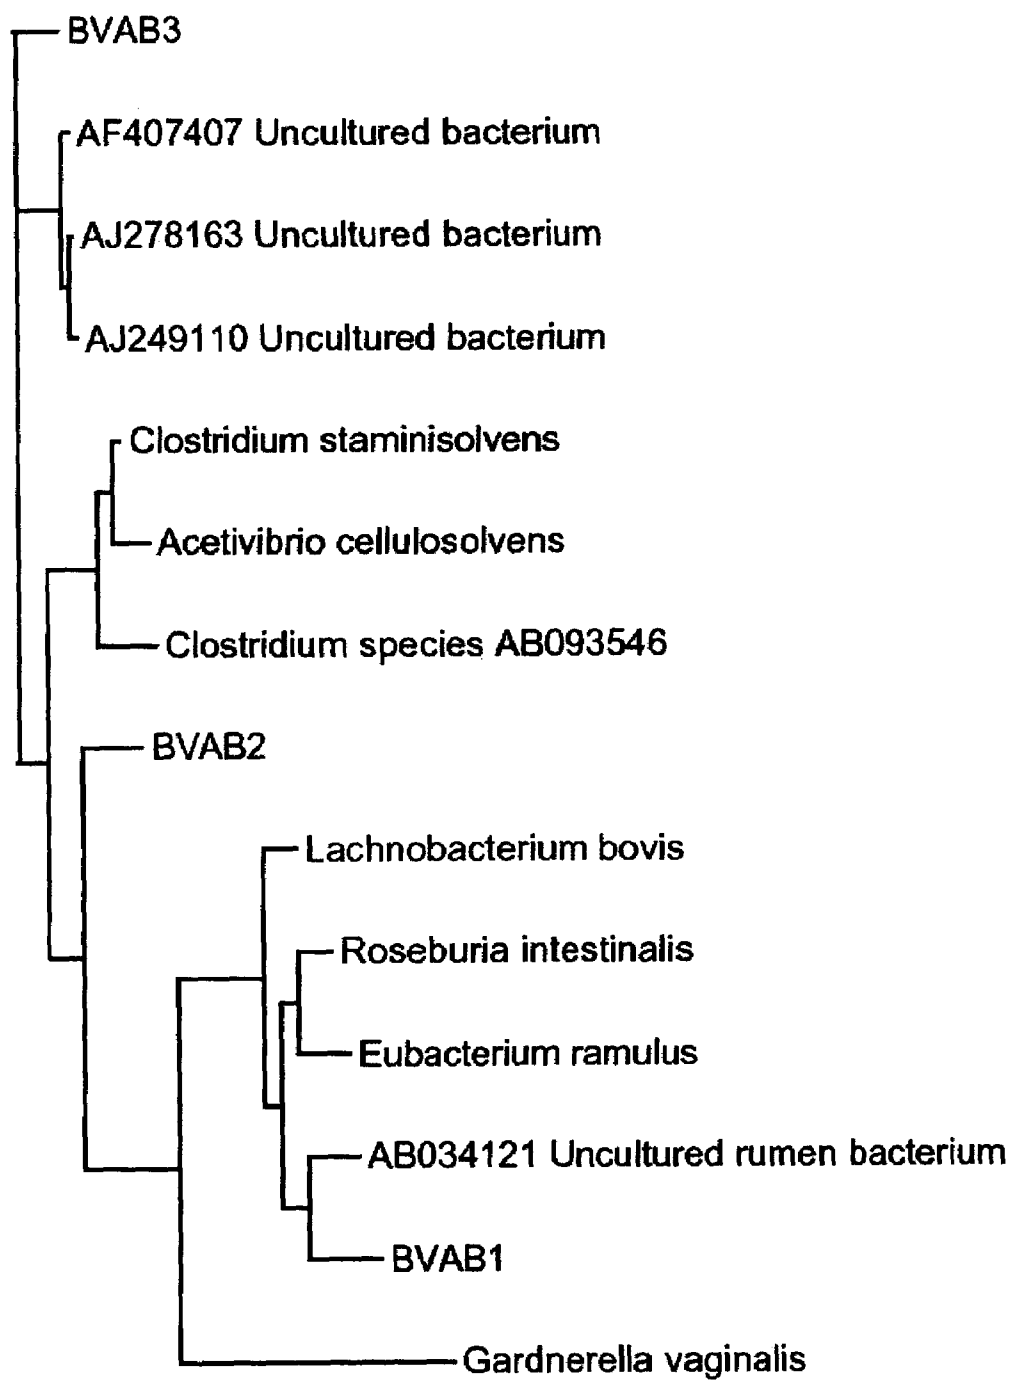 BVAB3
AF407407 Uncultured bacterium
AJ278163 Uncultured bacterium
AJ249110 Uncultured bacterium
Clostridium staminisolvens
Acetivibrio cellulosolvens
Clostridium species AB093546
BVAB2
Lachnobacterium bovis
Roseburia intestinalis
Eubacterium ramulus
AB034121 Uncultured rumen bacterium
BVAB1
Gardnerella vaginalis